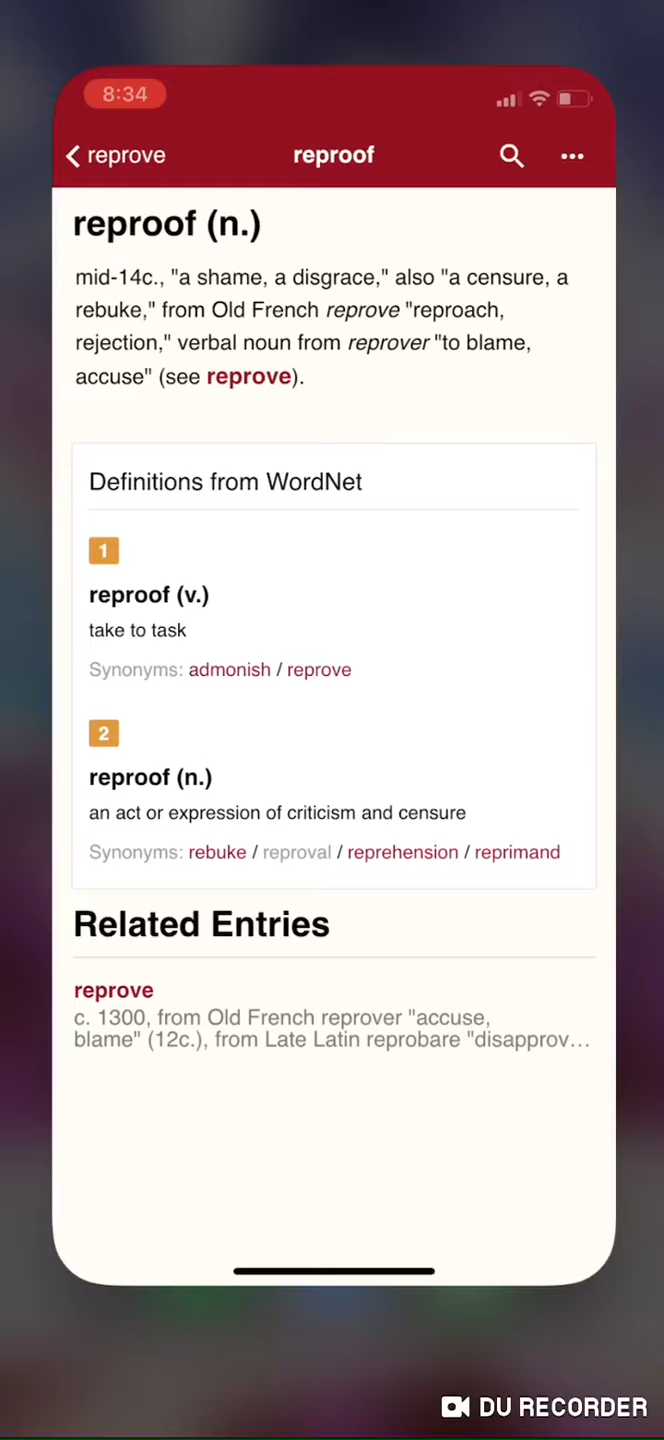 8:34
reprove
reproof
reproof (n.)
mid-14c., "a shame, a disgrace," also "a censure, a
rebuke," from Old French reprove "reproach,
rejection," verbal noun from reprover "to blame,
accuse" (see reprove).
Definitions from WordNet
1
reproof (v.)
take to task
Synonyms: admonish / reprove
2
reproof (n.)
an act or expression of criticism and censure
Synonyms: rebuke / reproval / reprehension / reprimand
Related Entries
reprove
c. 1300, from Old French reprover "accuse,
blame" (12c.), from Late Latin reprobare "disapprov…
DU RECORDER